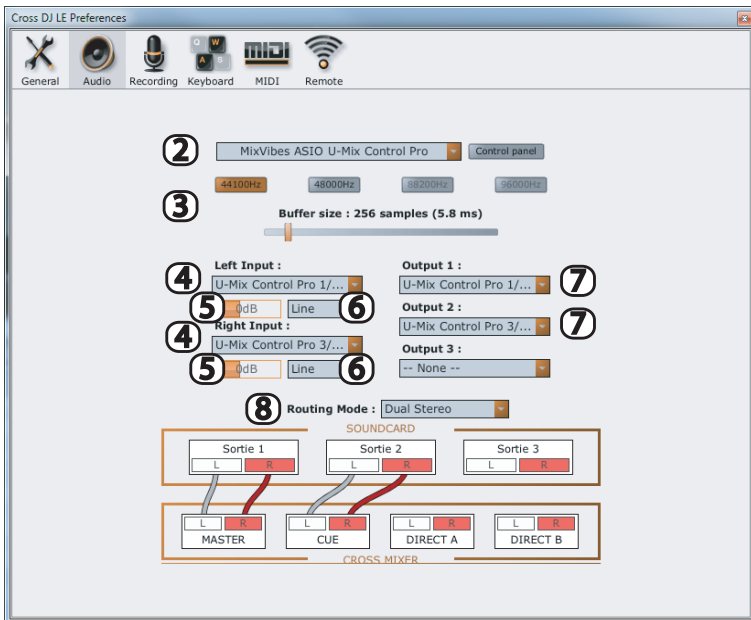 Cross DJ LE Preferences
Q W A S midi
General Audio Recording Keyboard MIDI Remote
2 MixVibes ASIO U-Mix Control Pro Control panel
44100Hz 48000Hz 88200Hz 96000Hz
3
Buffer size : 256 samples (5.8 ms)
Left Input : Output 1 :
4 U-Mix Control Pro 1/... U-Mix Control Pro 1/... 7
5 0dB Line 6 Output 2 :
Right Input : U-Mix Control Pro 3/... 7
4 U-Mix Control Pro 3/... Output 3 :
5 0dB Line 6 -- None --
8 Routing Mode : Dual Stereo
SOUNDCARD
Sortie 1 Sortie 2 Sortie 3
L R L R L R
L R L R L R L R
MASTER CUE DIRECT A DIRECT B
CROSS MIXER